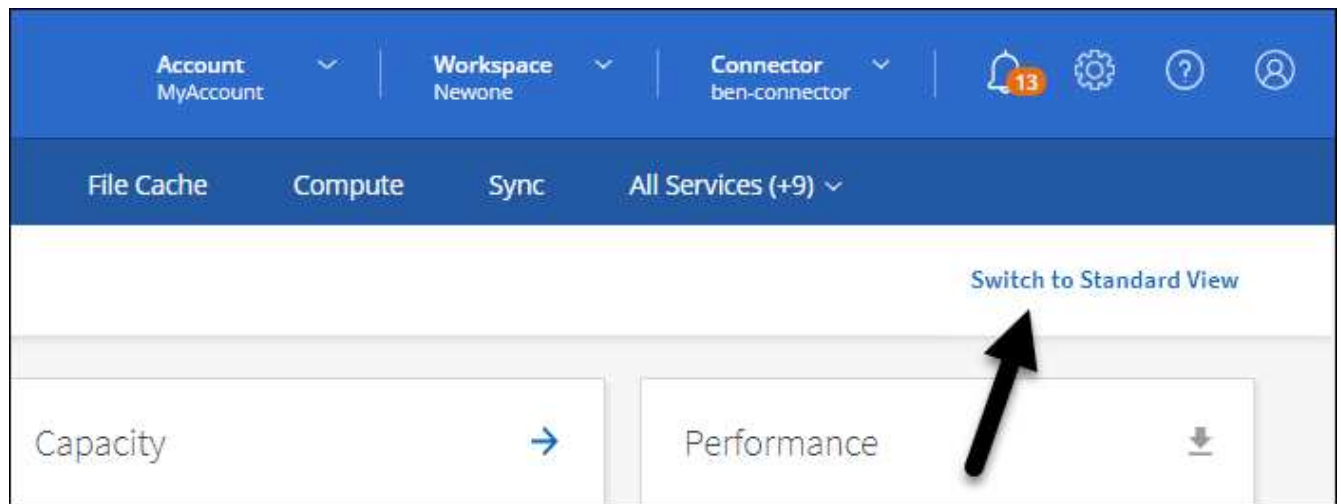 Account Workspace Connector
MyAccount Newone ben-connector
13
File Cache Compute Sync All Services (+9)
Switch to Standard View
Capacity Performance